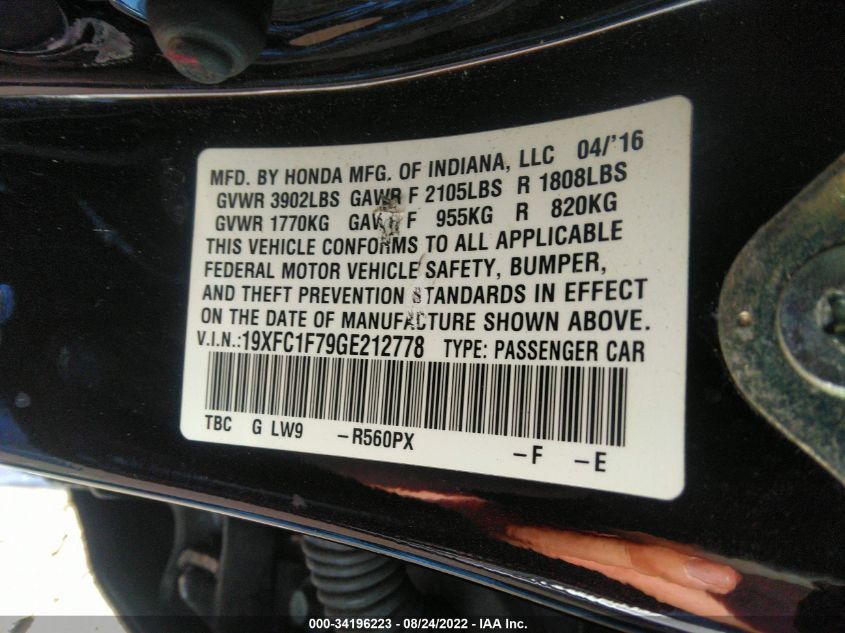 MFD. BY HONDA MFG. OF INDIANA, LLC 04/'16
GVWR 3902LBS GAWR F 2105LBS R 1808LBS
GVWR 1770KG GAWR F 955KG R 820KG
THIS VEHICLE CONFORMS TO ALL APPLICABLE
FEDERAL MOTOR VEHICLE SAFETY, BUMPER,
AND THEFT PREVENTION STANDARDS IN EFFECT
ON THE DATE OF MANUFACTURE SHOWN ABOVE.
V.I.N.:19XFC1F79GE212778 TYPE: PASSENGER CAR
TBC G LW9 -R560PX -F -E
000-34196223 - 08/24/2022 - IAA Inc.